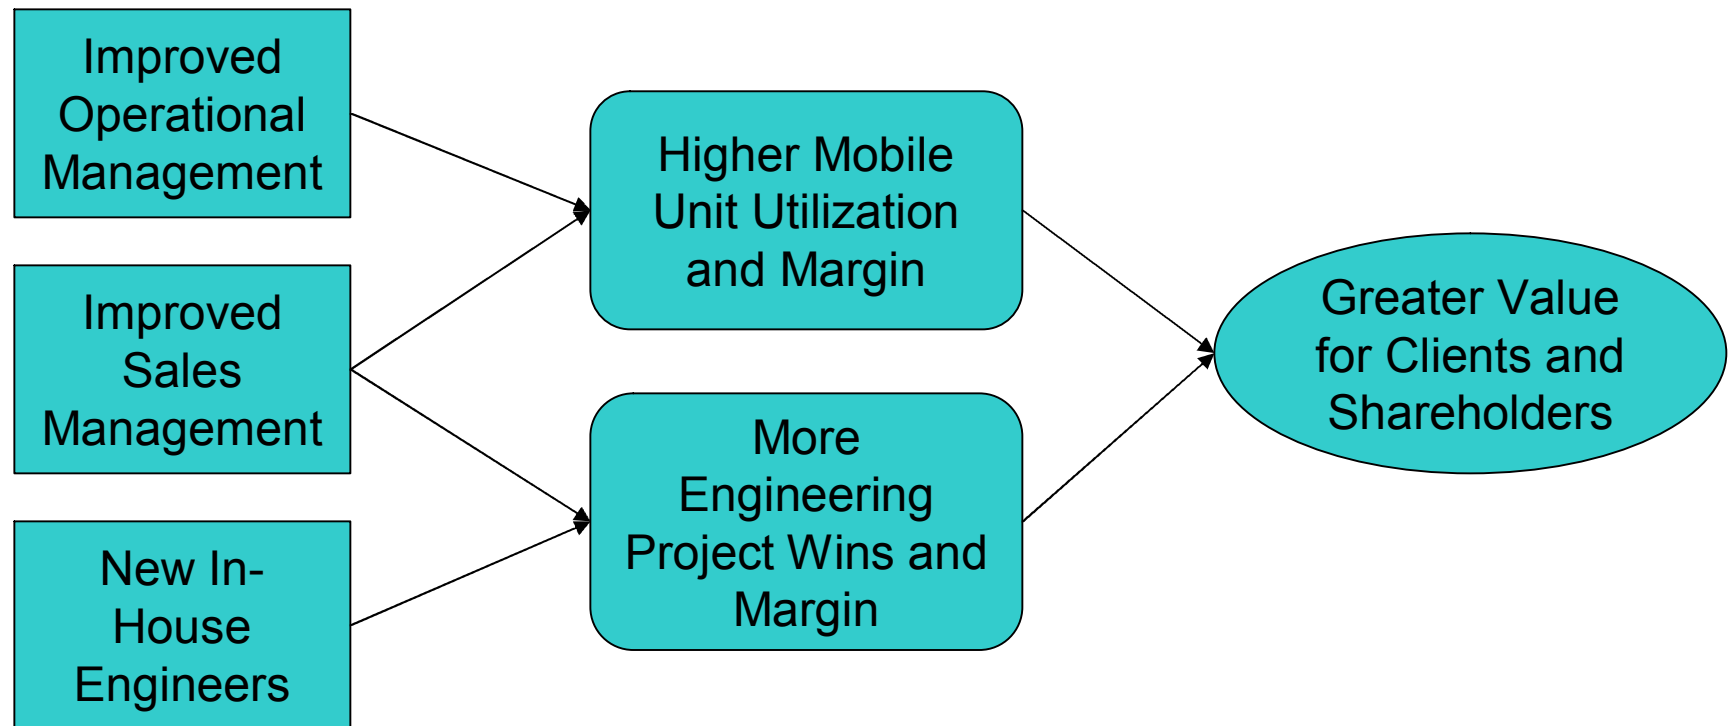 Improved
Operational
Management
Improved
Sales
Management
New In-
House
Engineers
Higher Mobile
Unit Utilization
and Margin
More
Engineering
Project Wins and
Margin
Greater Value
for Clients and
Shareholders